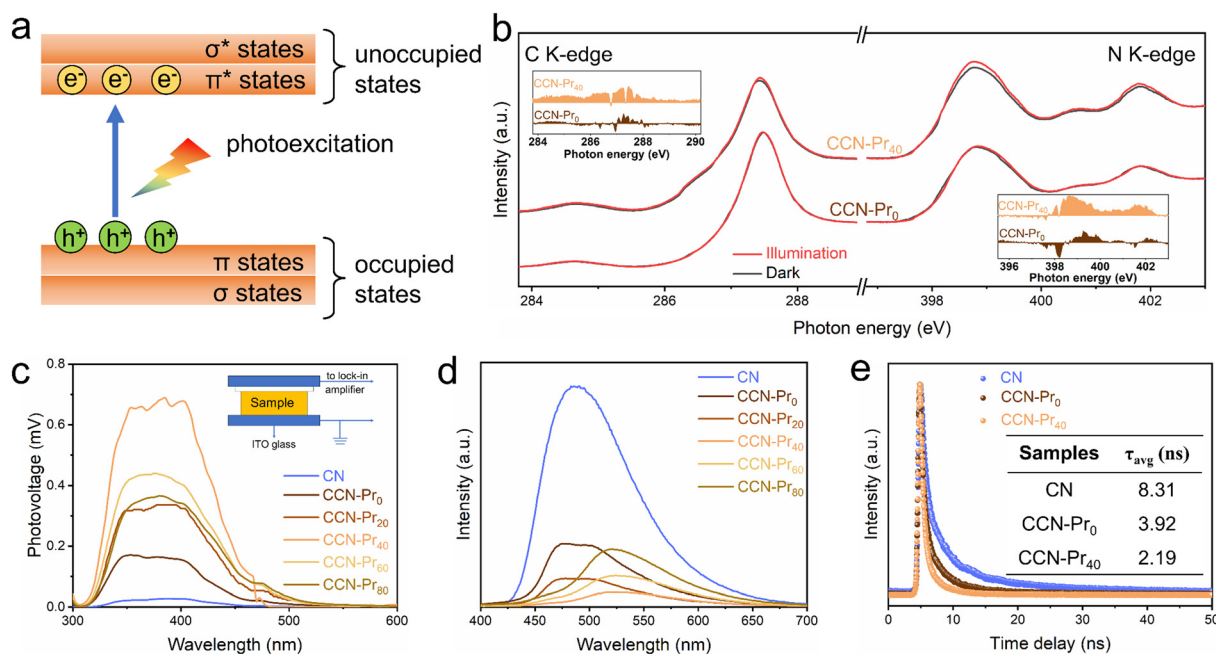 a
σ* states
e- e- e-
π* states
unoccupied
states
photoexcitation
h+ h+ h+
π states
σ states
occupied
states
b
C K-edge
N K-edge
CCN-Pr40
CCN-Pr0
284 286 288 290
Photon energy (eV)
CCN-Pr40
CCN-Pr0
CCN-Pr40
CCN-Pr0
396 398 400 402
Photon energy (eV)
Illumination
Dark
Intensity (a.u.)
284 286 288 398 400 402
Photon energy (eV)
c
Photovoltage (mV)
0.8
0.6
0.4
0.2
0.0
to lock-in
amplifier
Sample
ITO glass
CN
CCN-Pr0
CCN-Pr20
CCN-Pr40
CCN-Pr60
CCN-Pr80
300 400 500 600
Wavelength (nm)
d
Intensity (a.u.)
CN
CCN-Pr0
CCN-Pr20
CCN-Pr40
CCN-Pr60
CCN-Pr80
400 450 500 550 600 650 700
Wavelength (nm)
e
Intensity (a.u.)
CN
CCN-Pr0
CCN-Pr40
Samples τavg (ns)
CN 8.31
CCN-Pr0 3.92
CCN-Pr40 2.19
0 10 20 30 40 50
Time delay (ns)